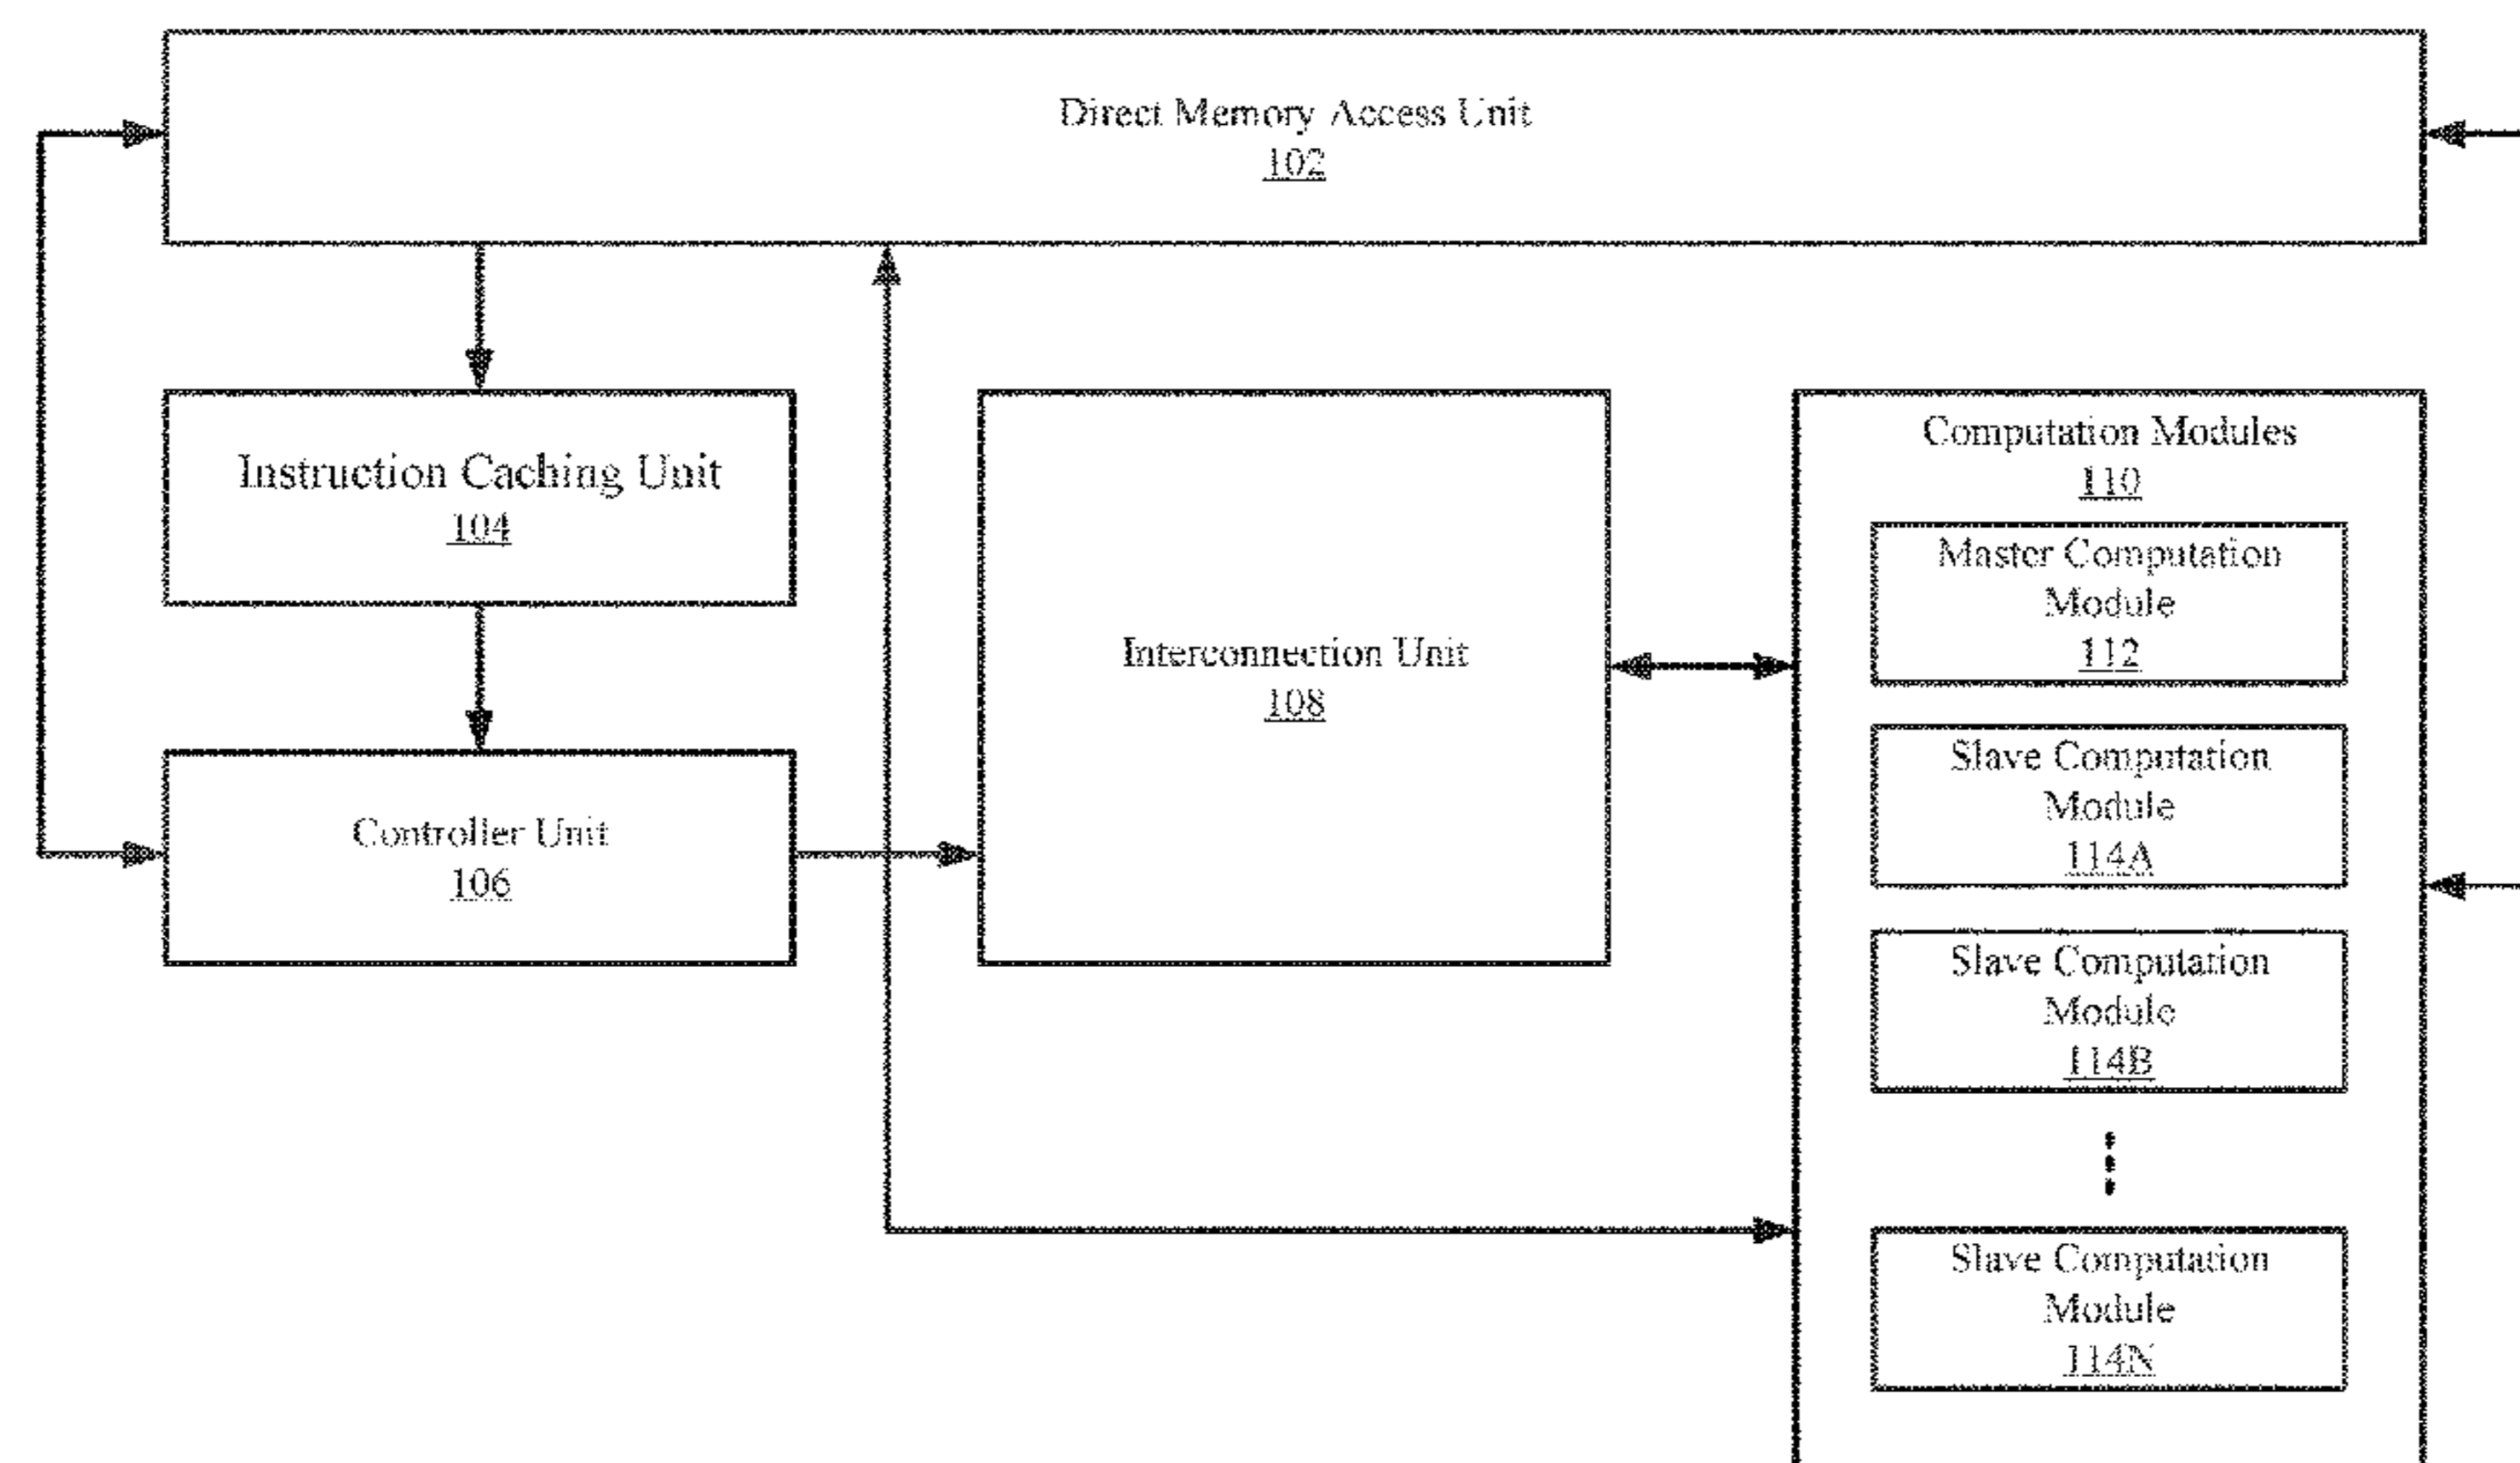 Direct Memory Access Unit
102
Instruction Caching Unit
104
Controller Unit
106
Interconnection Unit
108
Computation Modules
110
Master Computation
Module
112
Slave Computation
Module
114A
Slave Computation
Module
114B
Slave Computation
Module
114N